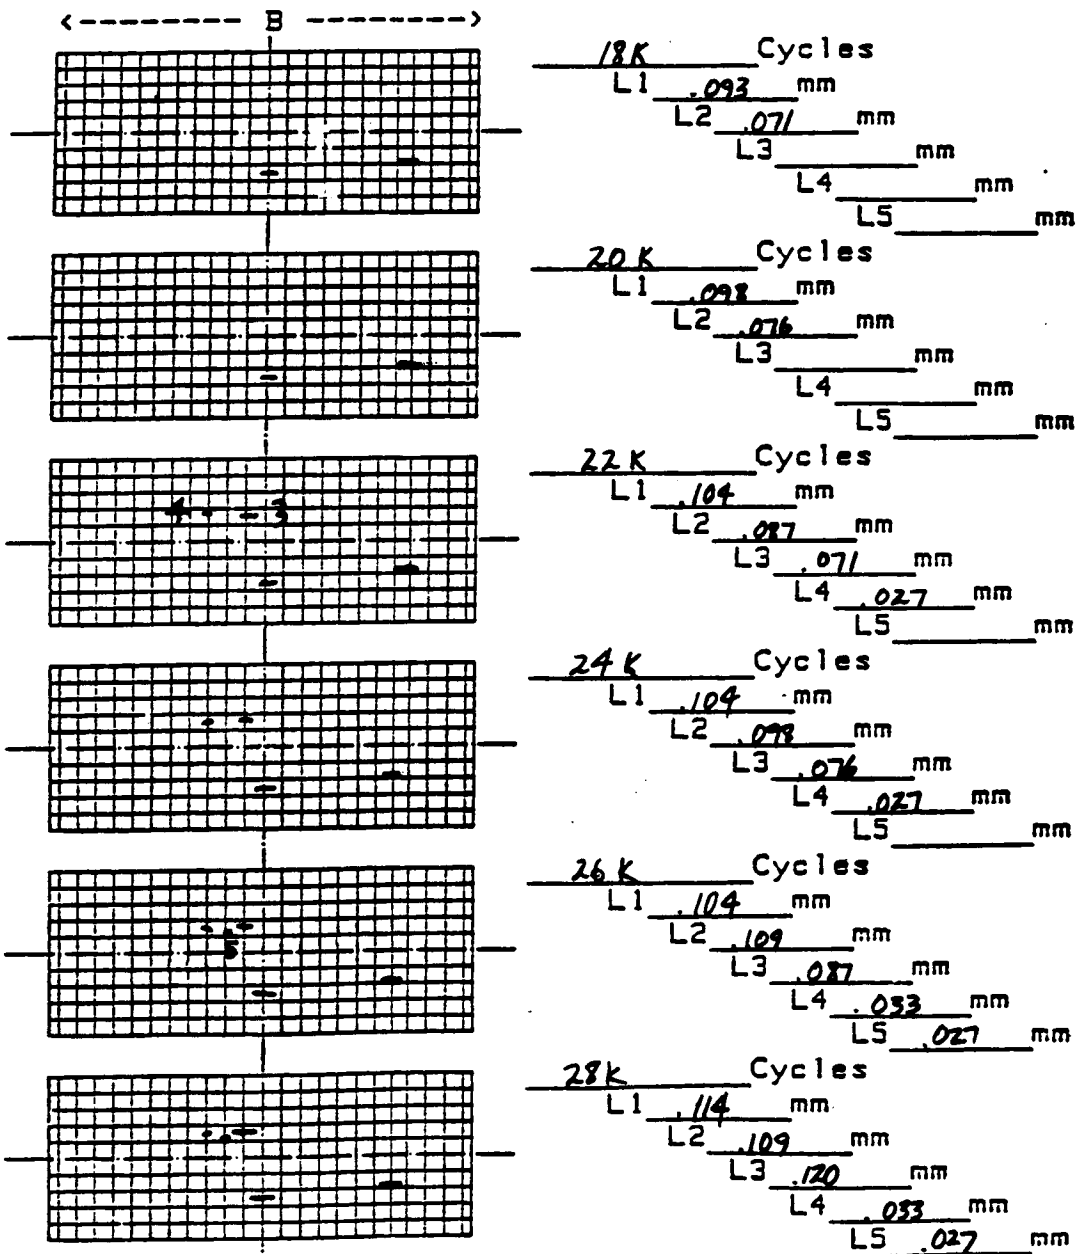 <-------- B -------->
18K Cycles
L1 .093 mm
L2 .071 mm
L3 mm
L4 mm
L5 mm
20 K Cycles
L1 .098 mm
L2 .076 mm
L3 mm
L4 mm
L5 mm
22 K Cycles
4 3
L1 .104 mm
L2 .087 mm
L3 .071 mm
L4 .027 mm
L5 mm
24 K Cycles
L1 .104 mm
L2 .098 mm
L3 .076 mm
L4 .027 mm
L5 mm
26 K Cycles
L1 .104 mm
5
L2 .109 mm
L3 .087 mm
L4 .033 mm
L5 .027 mm
28K Cycles
L1 .114 mm
L2 .109 mm
L3 .120 mm
L4 .033 mm
L5 .027 mm